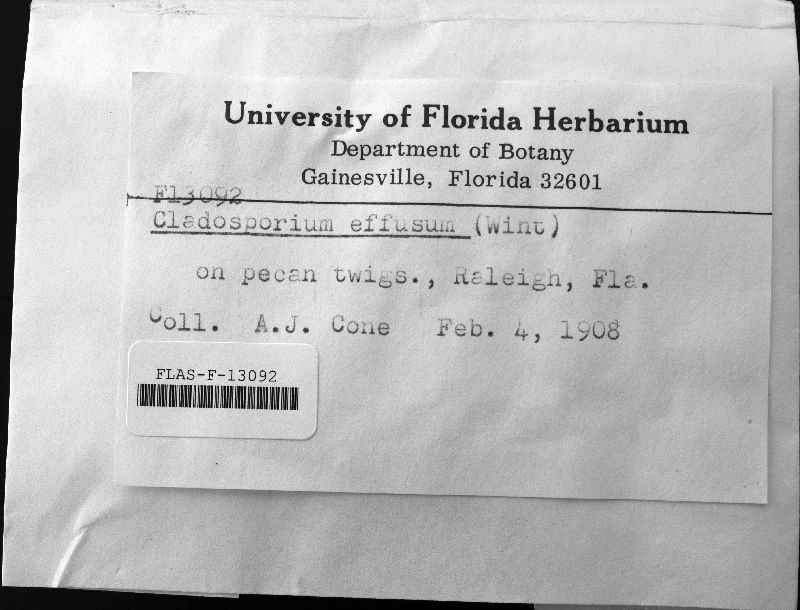 University of Florida Herbarium
Department of Botany
Gainesville, Florida 32601
F13092
Cladosporium effusum (Wint)
on pecan twigs., Raleigh, Fla.
Coll. A.J. Cone Feb. 4, 1908
FLAS-F-13092